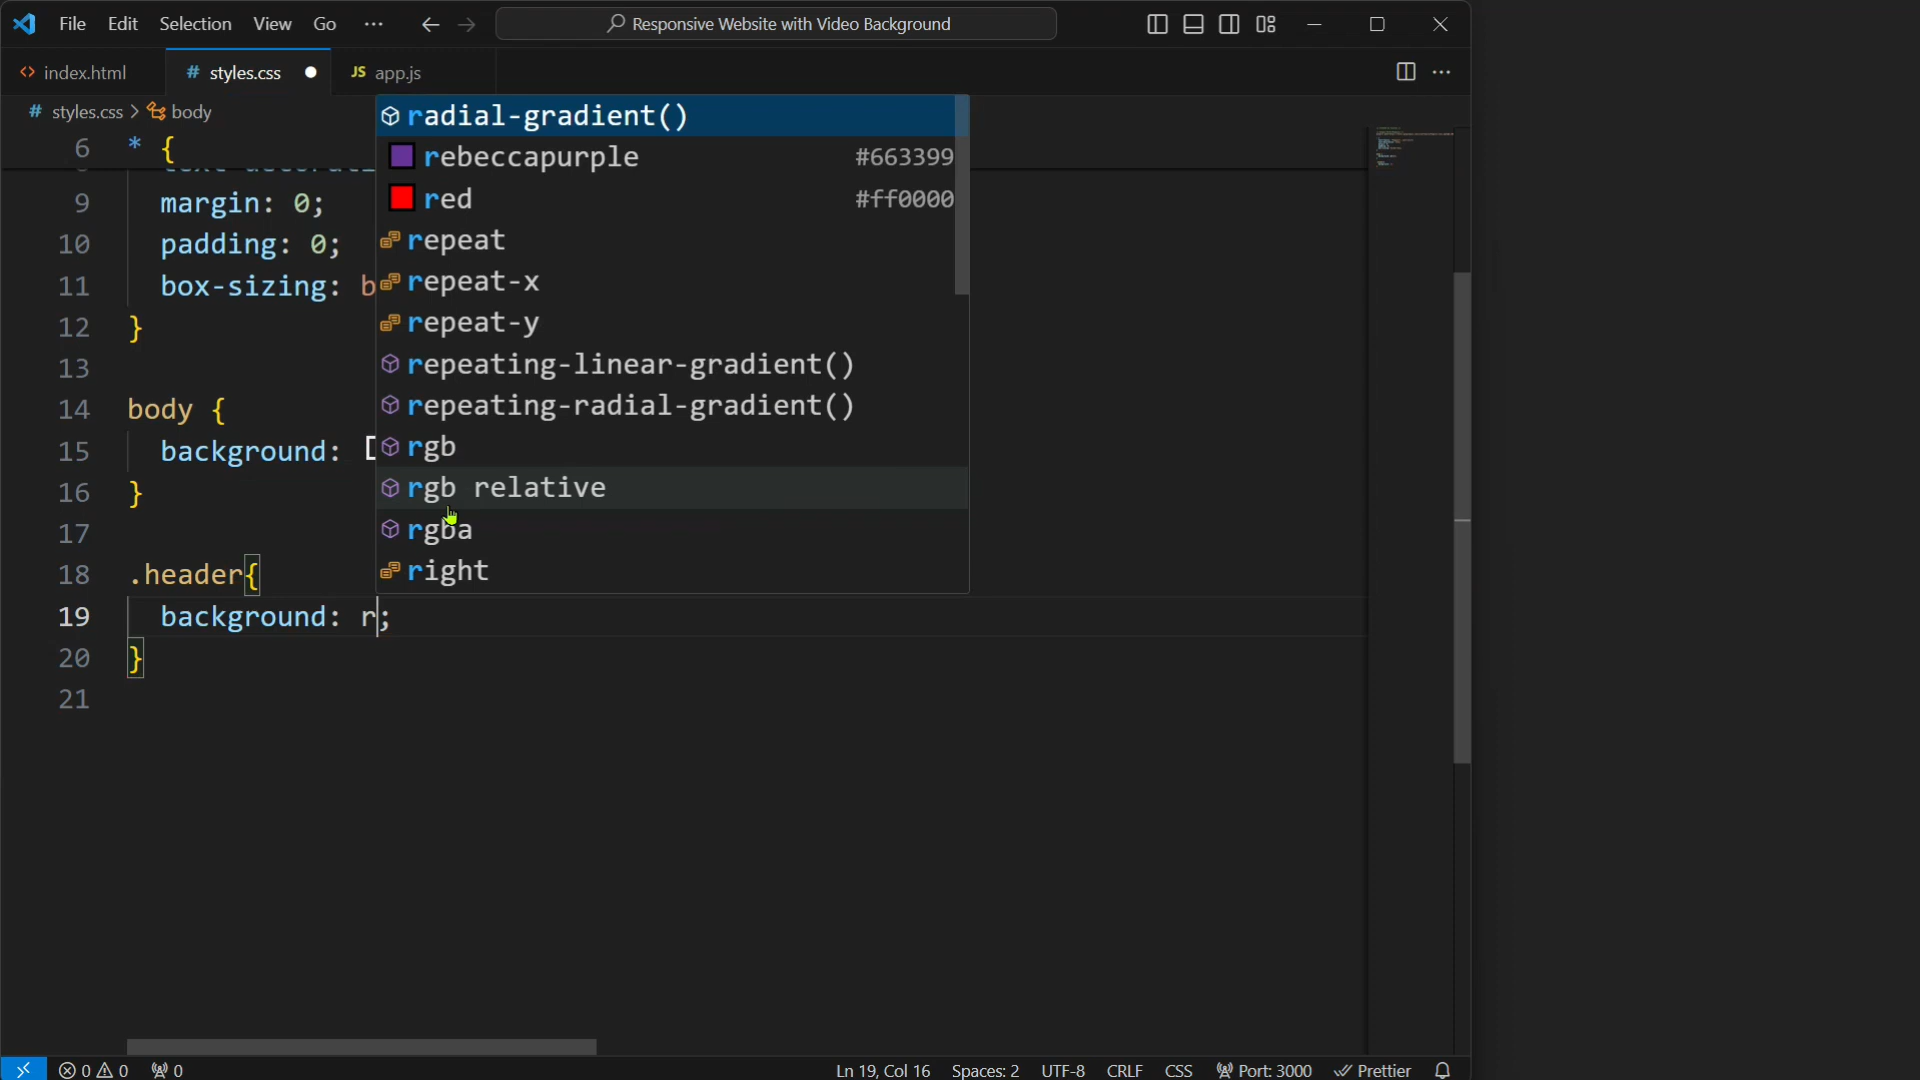 File Edit Selection View Go ··· Responsive Website with Video Background
index.html # styles.css JS app.js
# styles.css > body
6 * {
9 margin: 0;
10 padding: 0;
11 box-sizing: b
12 }
13
14 body {
15 background:
16 }
17
18 .header{
19 background: r;
20 }
21
radial-gradient()
rebeccapurple #663399
red #ff0000
repeat
repeat-x
repeat-y
repeating-linear-gradient()
repeating-radial-gradient()
rgb
rgb relative
rgba
right
0 0 0 Ln 19, Col 16 Spaces: 2 UTF-8 CRLF CSS Port: 3000 Prettier